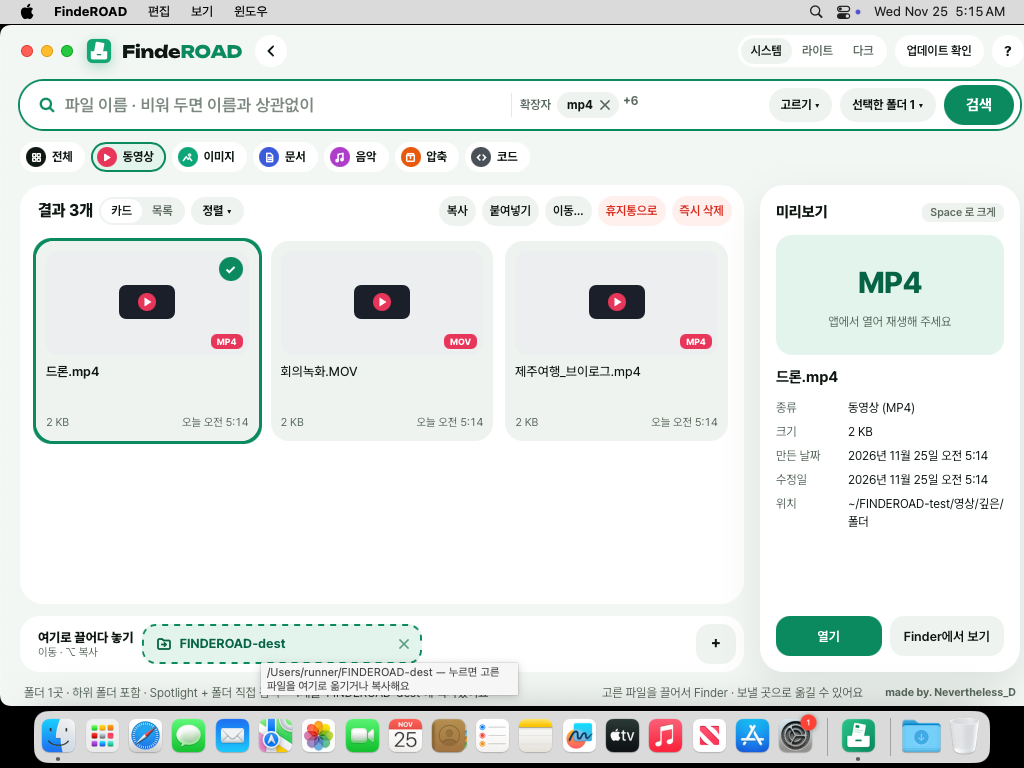 FindeROAD 편집 보기 윈도우 Wed Nov 25 5:15 AM
FindeROAD
시스템 라이트 다크 업데이트 확인 ?
파일 이름 · 비워 두면 이름과 상관없이 확장자 mp4 +6 고르기 선택한 폴더 1 검색
전체 동영상 이미지 문서 음악 압축 코드
결과 3개 카드 목록 정렬 복사 붙여넣기 이동... 휴지통으로 즉시 삭제
MP4 MOV MP4
드론.mp4 회의녹화.MOV 제주여행_브이로그.mp4
2 KB 오늘 오전 5:14 2 KB 오늘 오전 5:14 2 KB 오늘 오전 5:14
미리보기 Space 로 크게
MP4
앱에서 열어 재생해 주세요
드론.mp4
종류 동영상 (MP4)
크기 2 KB
만든 날짜 2026년 11월 25일 오전 5:14
수정일 2026년 11월 25일 오전 5:14
위치 ~/FINDEROAD-test/영상/깊은/
폴더
열기 Finder에서 보기
여기로 끌어다 놓기
이동 · ⌥ 복사
FINDEROAD-dest
+
/Users/runner/FINDEROAD-dest — 누르면 고른
파일을 여기로 옮기거나 복사해요
폴더 1곳 · 하위 폴더 포함 · Spotlight + 폴더 직접
고른 파일을 끌어서 Finder · 보낼 곳으로 옮길 수 있어요 made by. Nevertheless_D
NOV
25
tv
1